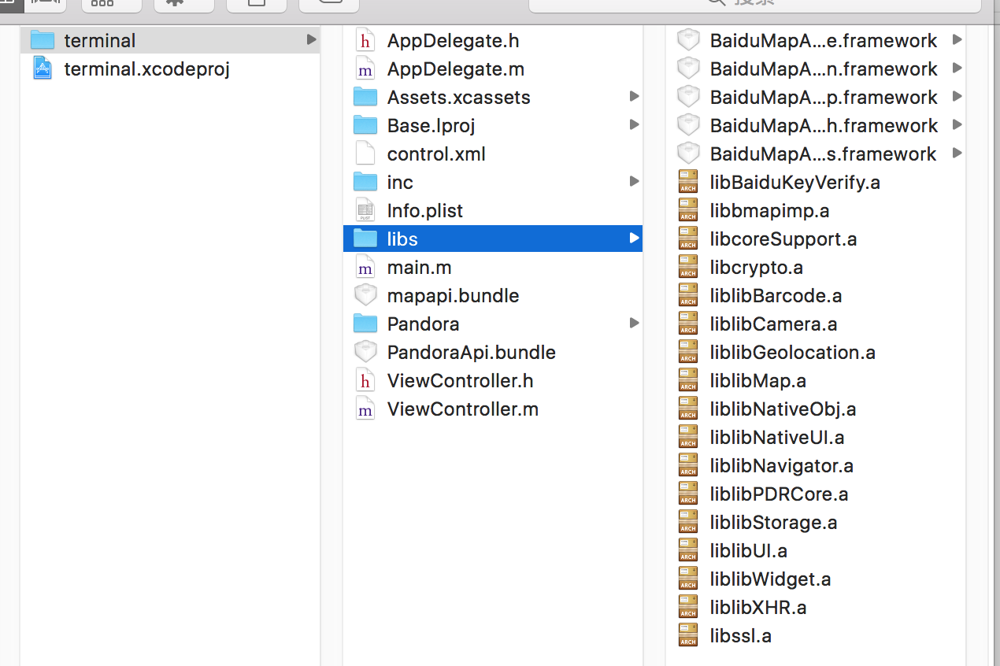 搜索
terminal
terminal.xcodeproj
AppDelegate.h
AppDelegate.m
Assets.xcassets
Base.lproj
control.xml
inc
Info.plist
libs
main.m
mapapi.bundle
Pandora
PandoraApi.bundle
ViewController.h
ViewController.m
BaiduMapA...e.framework
BaiduMapA...n.framework
BaiduMapA...p.framework
BaiduMapA...h.framework
BaiduMapA...s.framework
libBaiduKeyVerify.a
libbmapimp.a
libcoreSupport.a
libcrypto.a
liblibBarcode.a
liblibCamera.a
liblibGeolocation.a
liblibMap.a
liblibNativeObj.a
liblibNativeUI.a
liblibNavigator.a
liblibPDRCore.a
liblibStorage.a
liblibUI.a
liblibWidget.a
liblibXHR.a
libssl.a